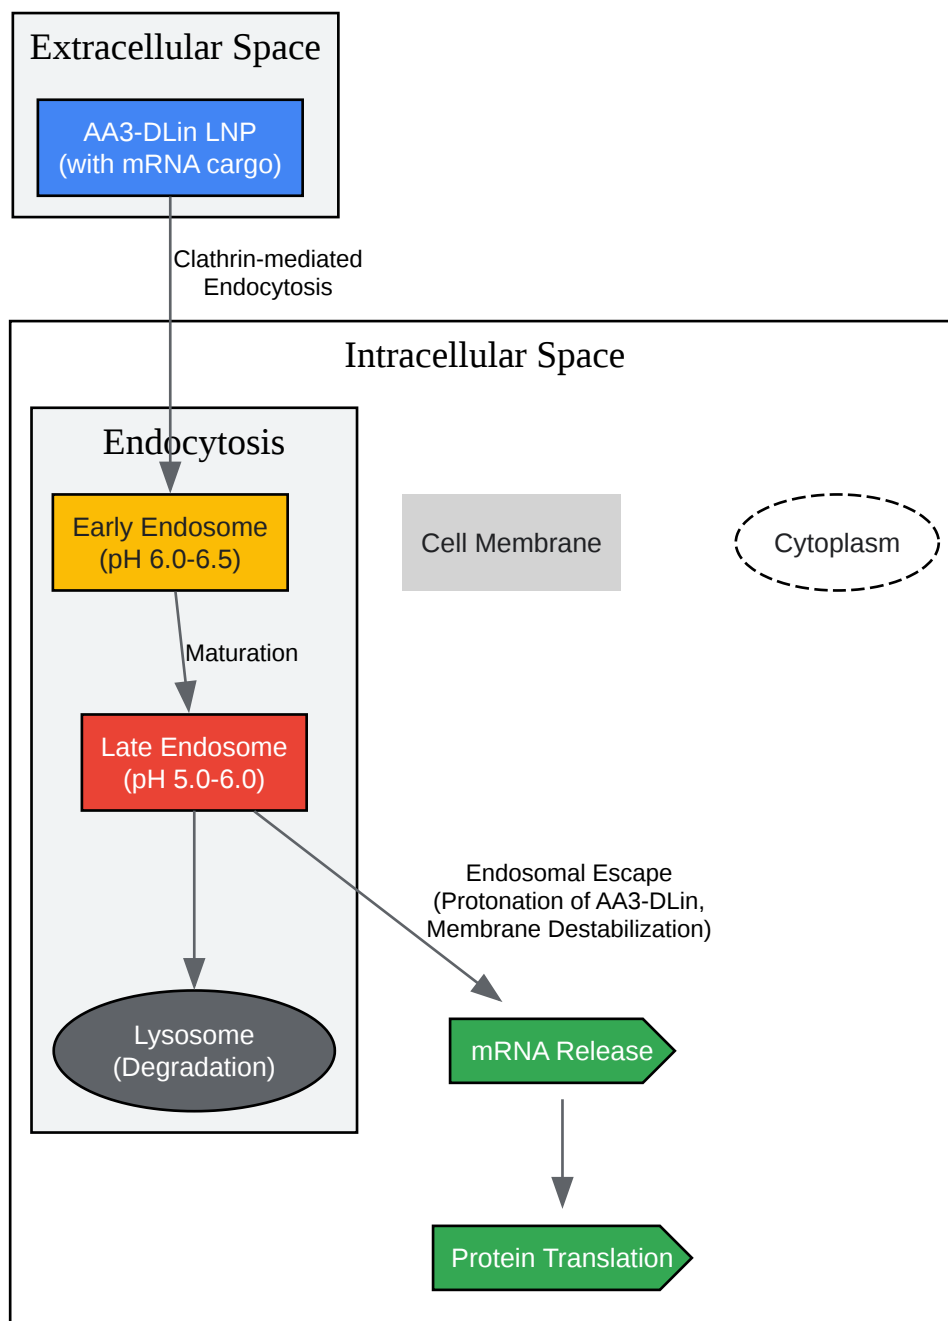 Extracellular Space
AA3-DLin LNP
(with mRNA cargo)
Clathrin-mediated
Endocytosis
Intracellular Space
Endocytosis
Early Endosome
(pH 6.0-6.5)
Cell Membrane
Cytoplasm
Maturation
Late Endosome
(pH 5.0-6.0)
Endosomal Escape
(Protonation of AA3-DLin,
Membrane Destabilization)
Lysosome
(Degradation)
mRNA Release
Protein Translation